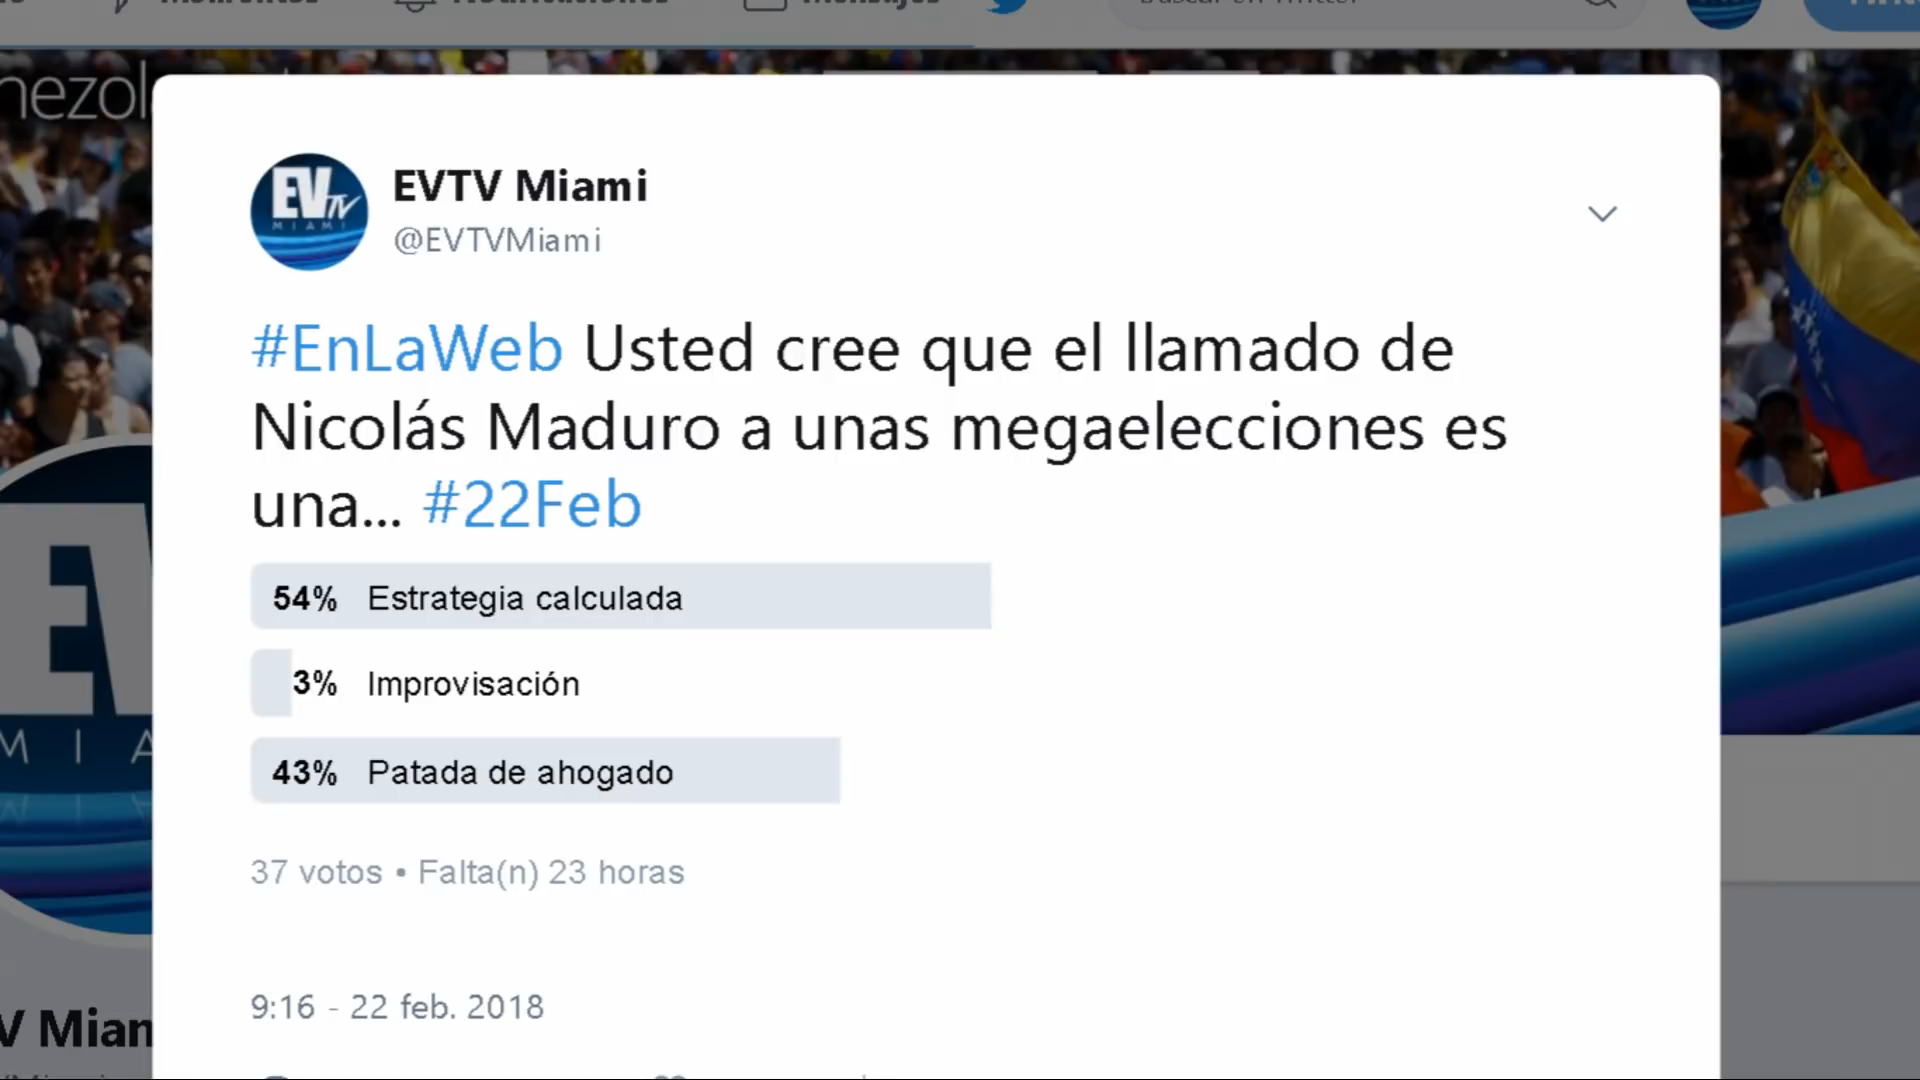 EVTV Miami
@EVTVMiami
#EnLaWeb Usted cree que el llamado de
Nicolás Maduro a unas megaelecciones es
una... #22Feb
54% Estrategia calculada
3% Improvisación
43% Patada de ahogado
37 votos • Falta(n) 23 horas
9:16 - 22 feb. 2018